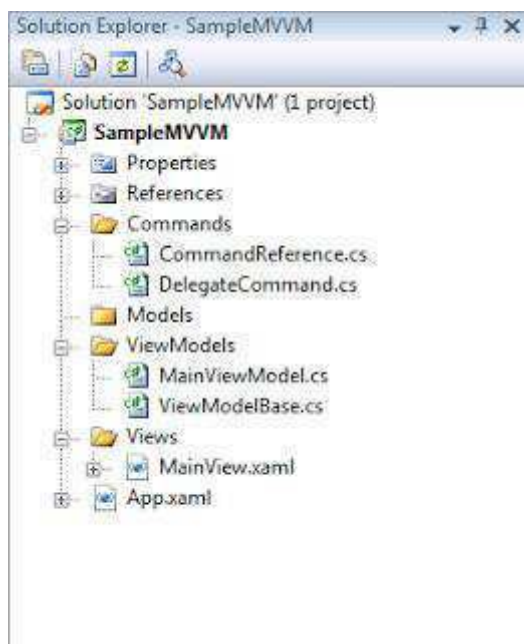 Solution Explorer - SampleMVVM
Solution 'SampleMVVM' (1 project)
SampleMVVM
Properties
References
Commands
CommandReference.cs
DelegateCommand.cs
Models
ViewModels
MainViewModel.cs
ViewModelBase.cs
Views
MainView.xaml
App.xaml